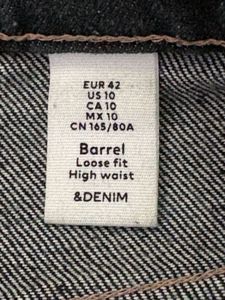 EUR 42
US 10
CA 10
MX 10
CN 165/80A
Barrel
Loose fit
High waist
&DENIM